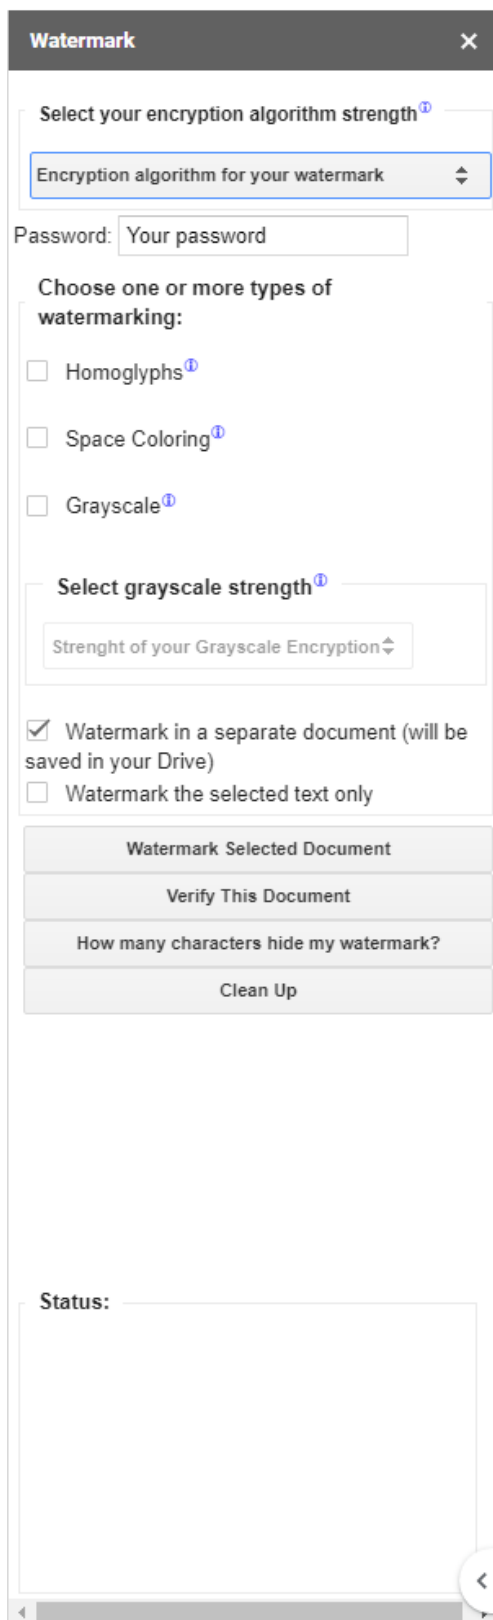 Watermark
Select your encryption algorithm strength
Encryption algorithm for your watermark
Password: Your password
Choose one or more types of
watermarking:
Homoglyphs
Space Coloring
Grayscale
Select grayscale strength
Strenght of your Grayscale Encryption
Watermark in a separate document (will be
saved in your Drive)
Watermark the selected text only
Watermark Selected Document
Verify This Document
How many characters hide my watermark?
Clean Up
Status: